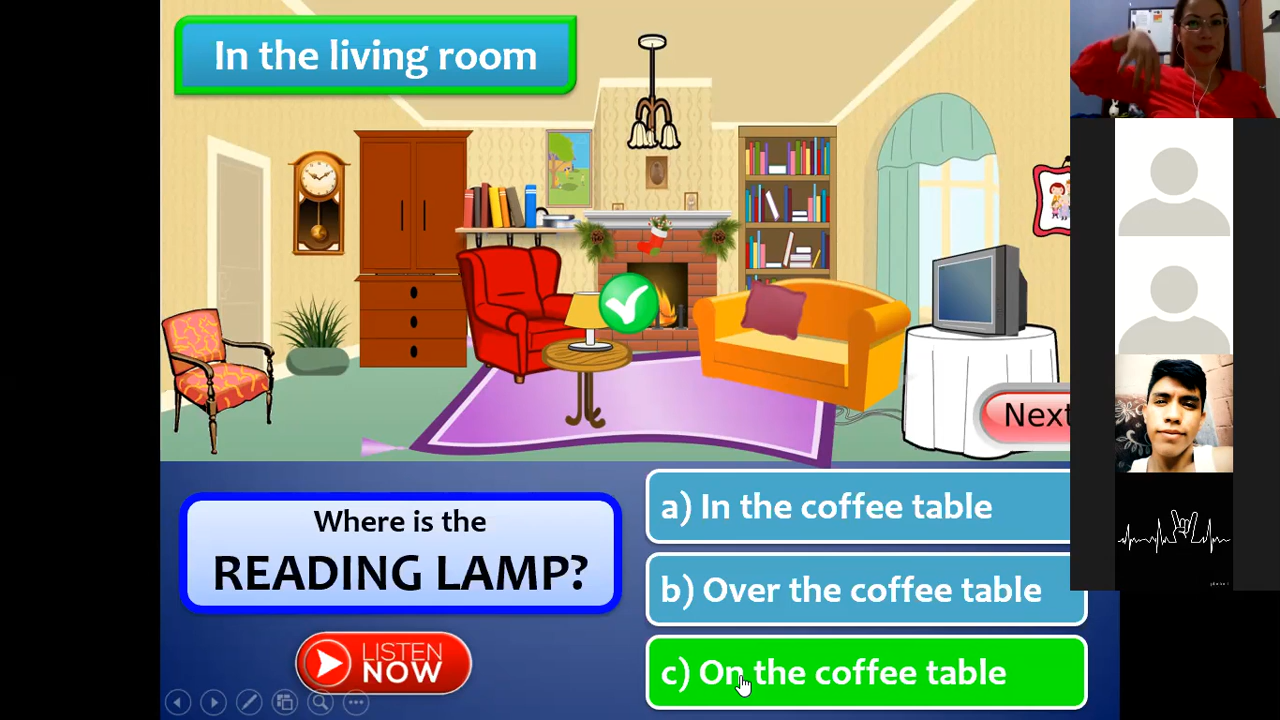 In the living room
Next
Where is the
READING LAMP?
LISTEN
NOW
a) In the coffee table
b) Over the coffee table
c) On the coffee table